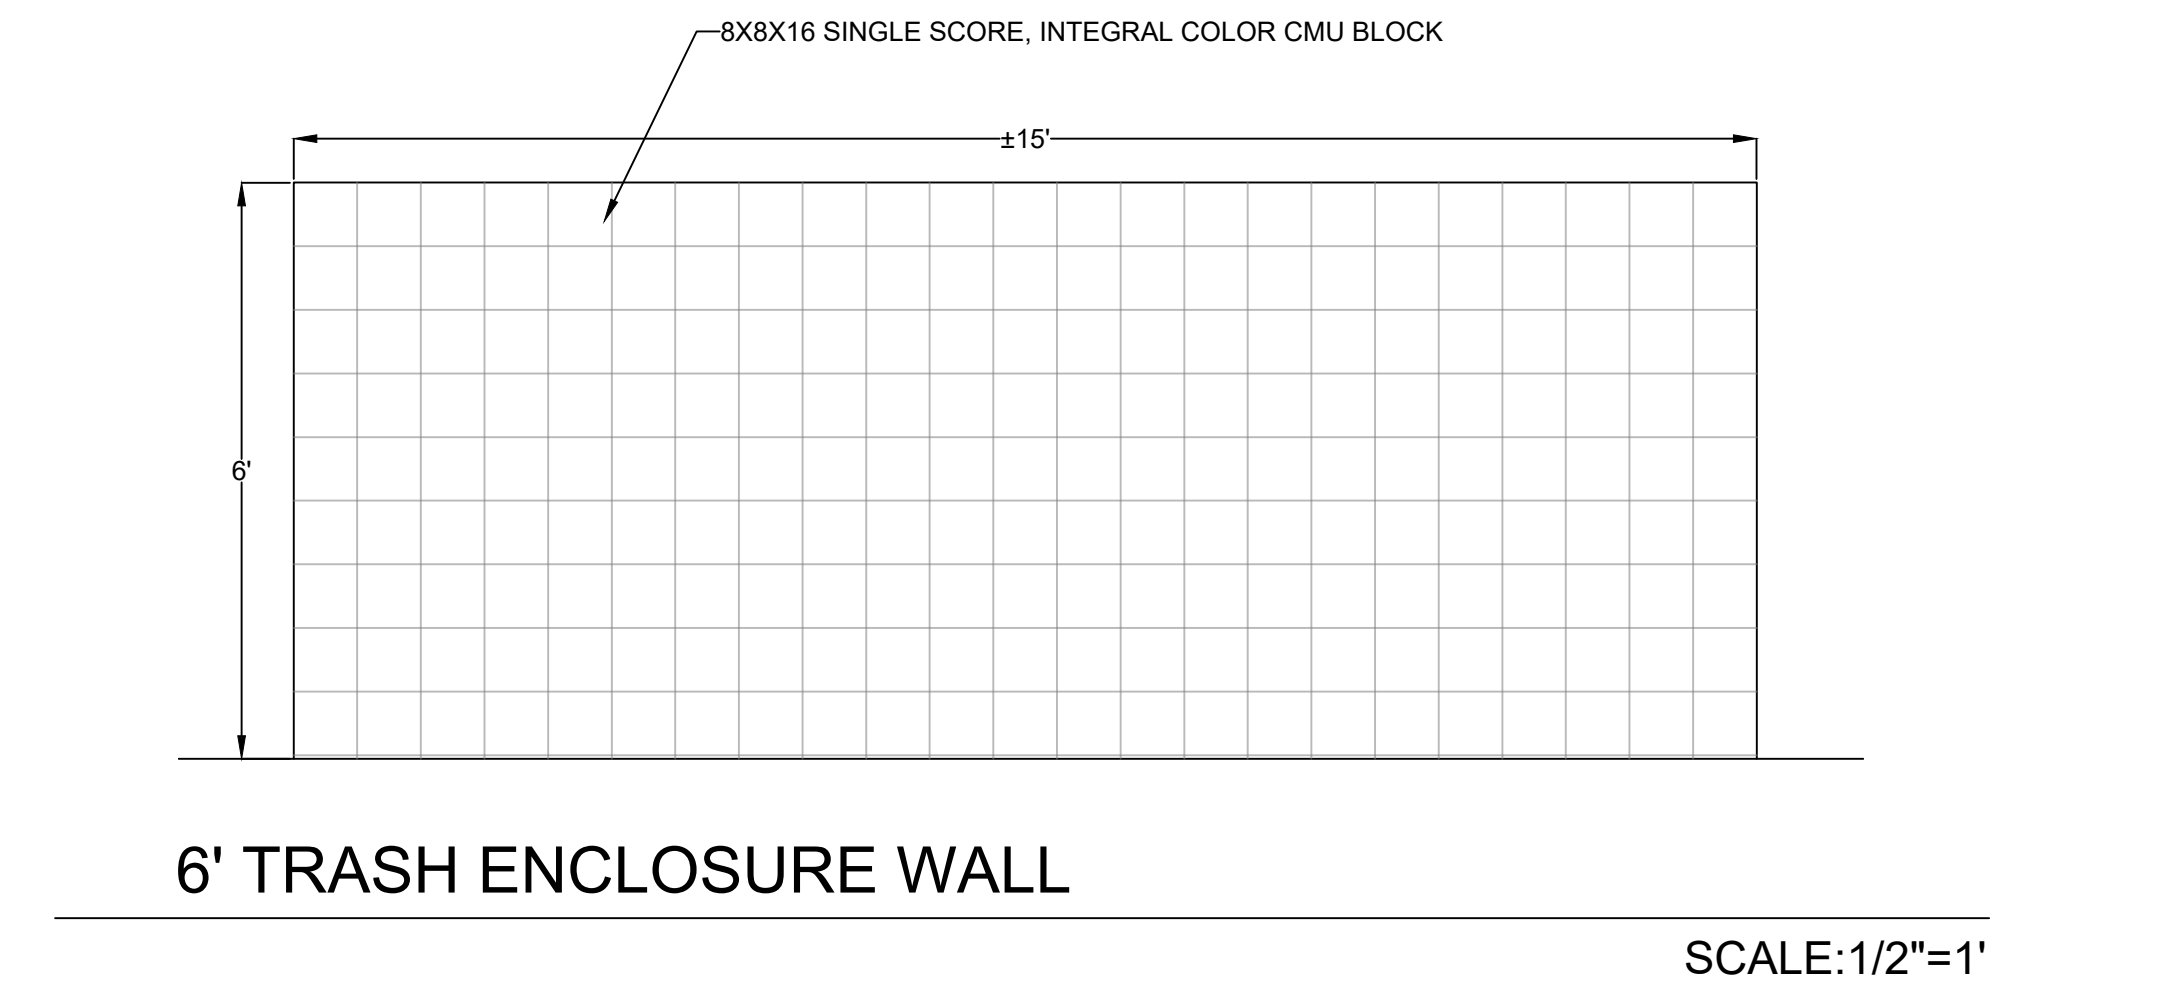 8X8X16 SINGLE SCORE, INTEGRAL COLOR CMU BLOCK
±15'
6'
6' TRASH ENCLOSURE WALL
SCALE:1/2"=1'